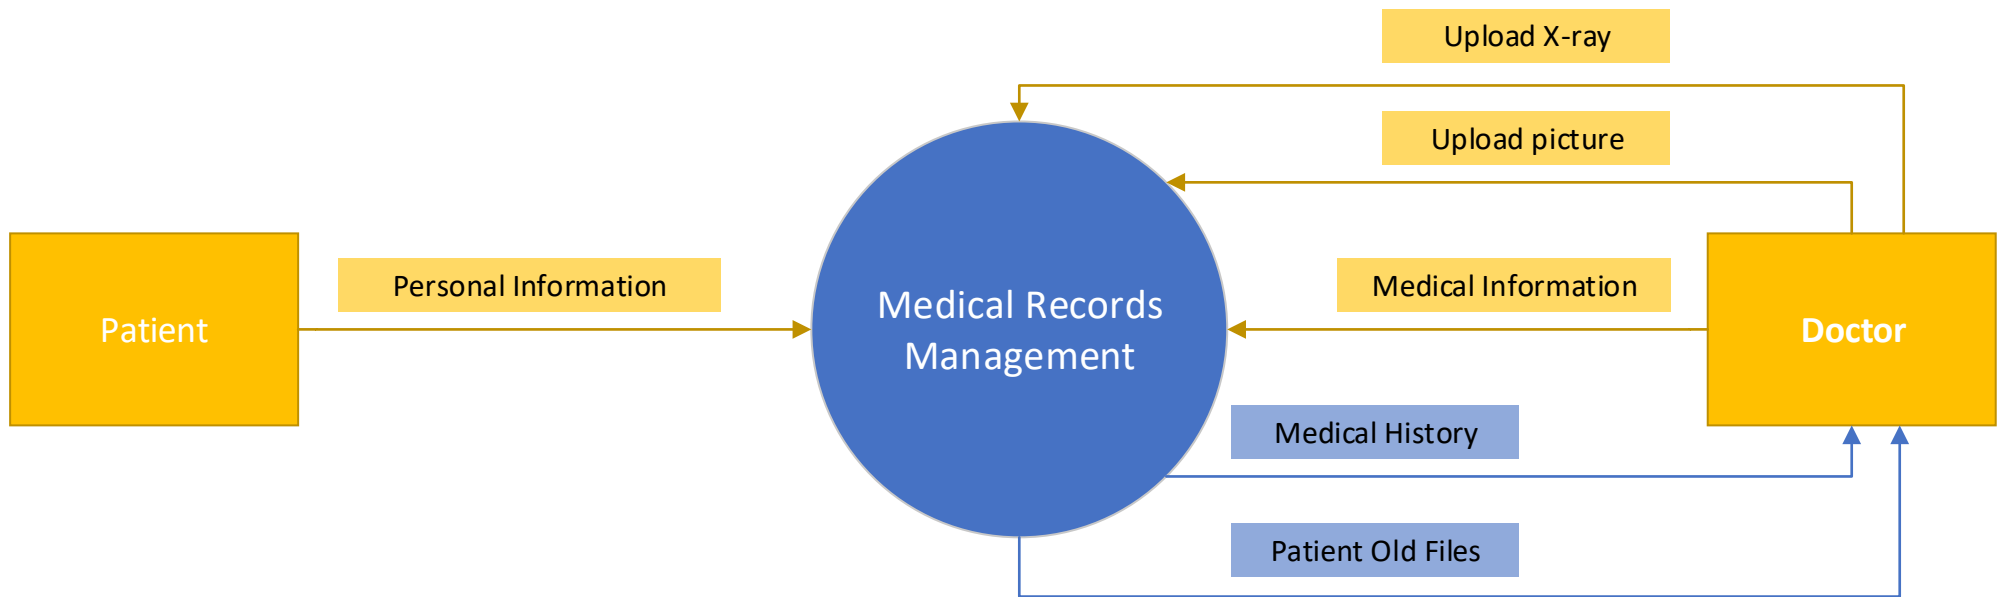 Upload X-ray
Upload picture
Personal Information
Medical Information
Medical Records
Management
Patient
Doctor
Medical History
Patient Old Files